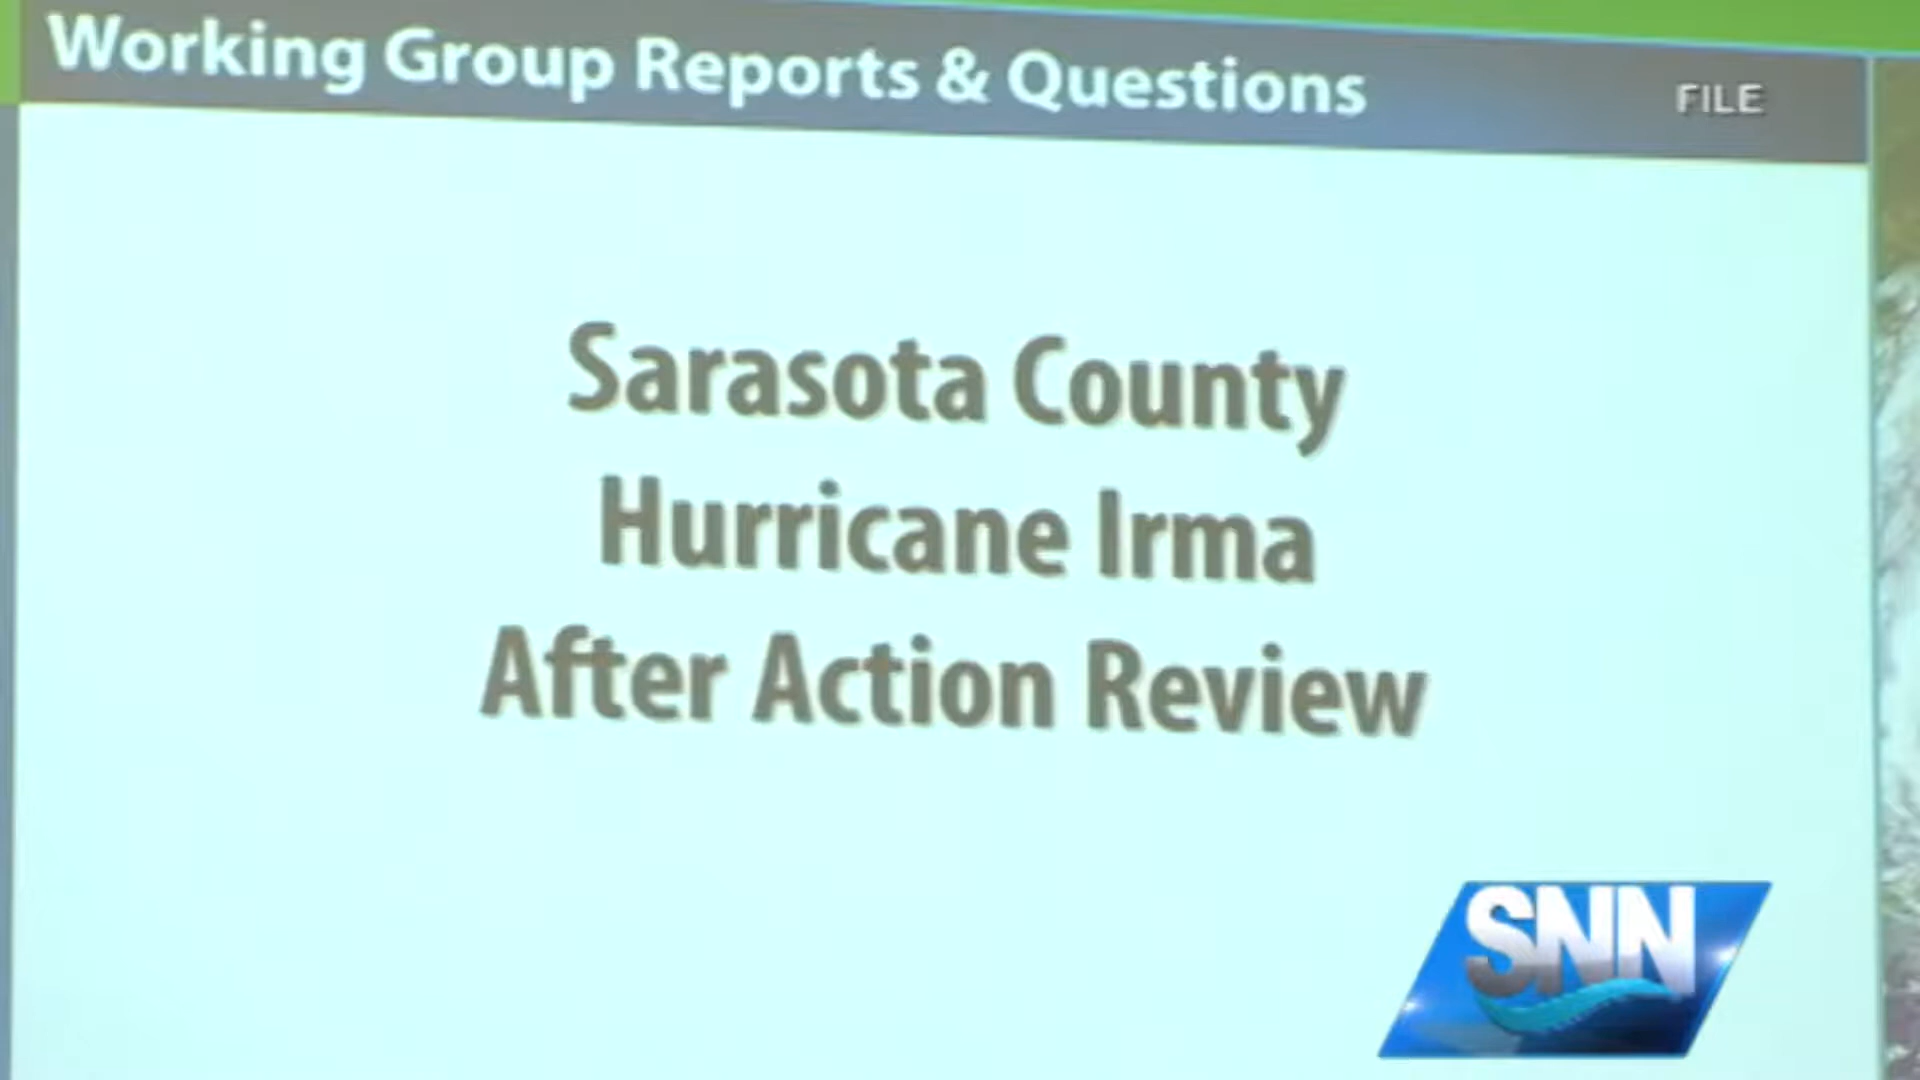 Working Group Reports & Questions
FILE
Sarasota County
Hurricane Irma
After Action Review
SNN